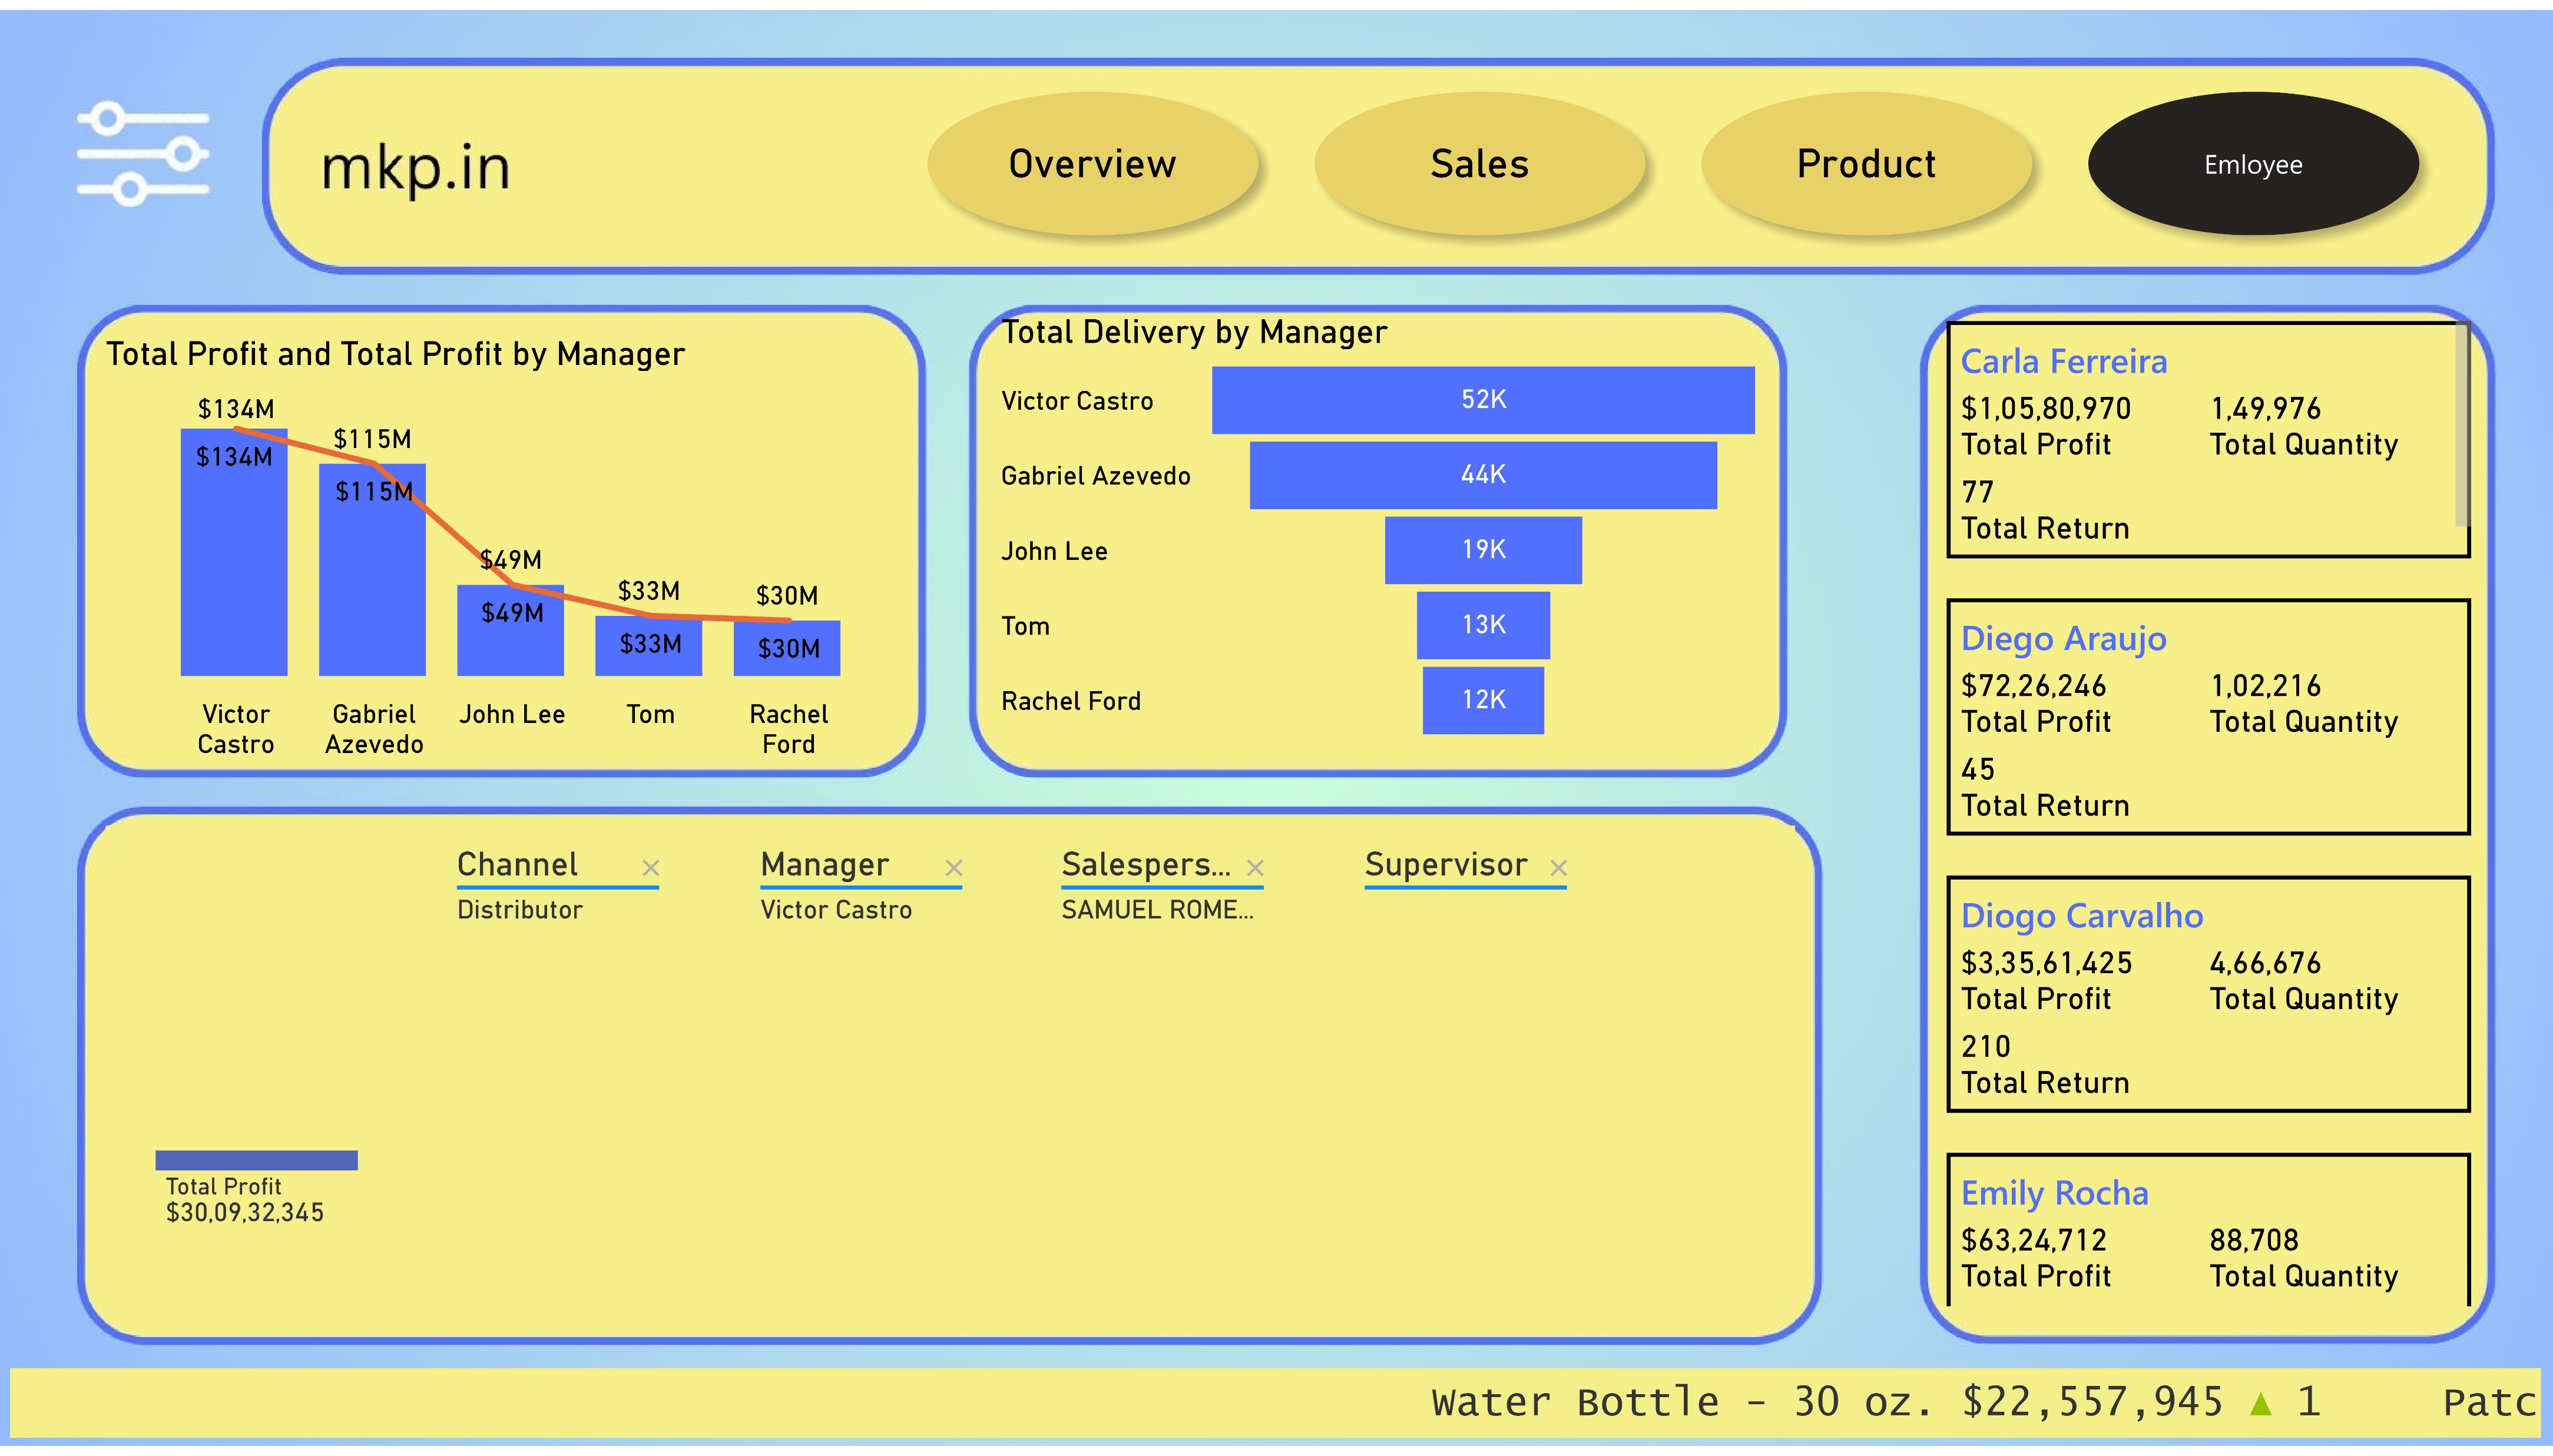 mkp.in
Overview
Sales
Product
Emloyee
Total Profit and Total Profit by Manager
$134M
$134M
$115M
$115M
$49M
$49M
$33M
$33M
$30M
$30M
Victor
Castro
Gabriel
Azevedo
John Lee
Tom
Rachel
Ford
Total Delivery by Manager
Victor Castro
52K
Gabriel Azevedo
44K
John Lee
19K
Tom
13K
Rachel Ford
12K
Carla Ferreira
$1,05,80,970 1,49,976
Total Profit Total Quantity
77
Total Return
Diego Araujo
$72,26,246 1,02,216
Total Profit Total Quantity
45
Total Return
Diogo Carvalho
$3,35,61,425 4,66,676
Total Profit Total Quantity
210
Total Return
Emily Rocha
$63,24,712 88,708
Total Profit Total Quantity
Channel ×
Distributor
Manager ×
Victor Castro
Salespers... ×
SAMUEL ROME...
Supervisor ×
Total Profit
$30,09,32,345
Water Bottle - 30 oz. $22,557,945 ▲ 1 Patc